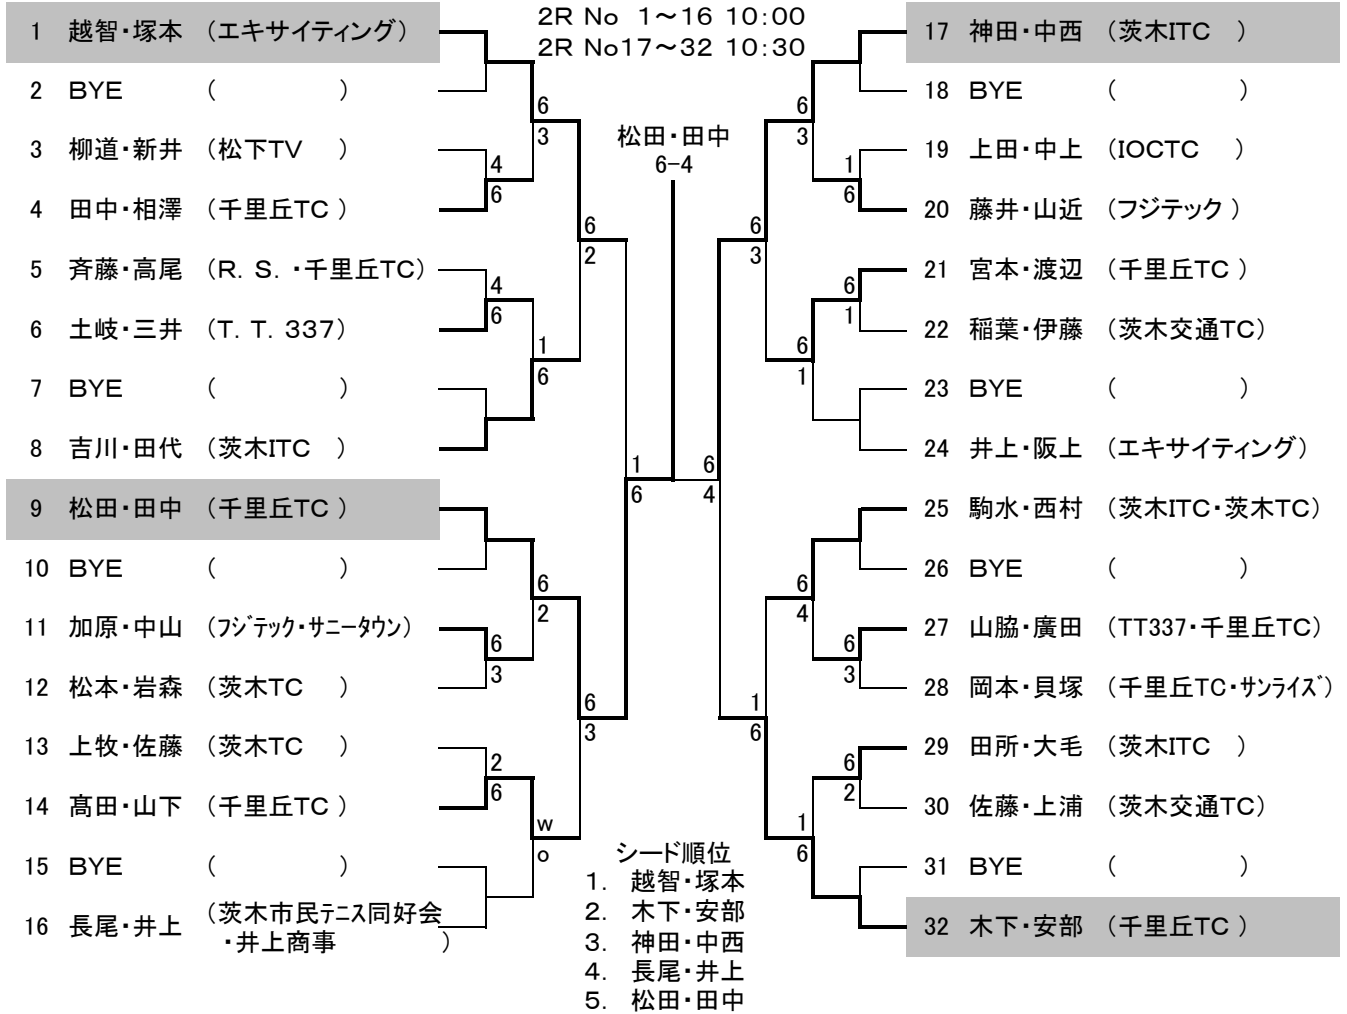 2R No 1～16 10:00
2R No17～32 10:30
1 越智・塚本 (エキサイティング)
2 BYE ( )
3 柳道・新井 (松下TV )
4 田中・相澤 (千里丘TC )
5 斉藤・高尾 (R. S. ・千里丘TC)
6 土岐・三井 (T. T. 337)
7 BYE ( )
8 吉川・田代 (茨木ITC )
9 松田・田中 (千里丘TC )
10 BYE ( )
11 加原・中山 (ﾌｼﾞﾃｯｸ・ｻﾆｰﾀｳﾝ)
12 松本・岩森 (茨木TC )
13 上牧・佐藤 (茨木TC )
14 髙田・山下 (千里丘TC )
15 BYE ( )
16 長尾・井上 (茨木市民ﾃﾆｽ同好会
・井上商事 )
6
3
4
6
6
2
4
6
1
6
1
6
6
2
6
3
6
3
2
6
w
o
松田・田中
6-4
6
4
6
3
1
6
6
3
6
1
6
1
6
4
6
3
1
6
6
2
1
6
17 神田・中西 (茨木ITC )
18 BYE ( )
19 上田・中上 (IOCTC )
20 藤井・山近 (フジテック )
21 宮本・渡辺 (千里丘TC )
22 稲葉・伊藤 (茨木交通TC)
23 BYE ( )
24 井上・阪上 (エキサイティング)
25 駒水・西村 (茨木ITC・茨木TC)
26 BYE ( )
27 山脇・廣田 (TT337・千里丘TC)
28 岡本・貝塚 (千里丘TC・ｻﾝﾗｲｽﾞ)
29 田所・大毛 (茨木ITC )
30 佐藤・上浦 (茨木交通TC)
31 BYE ( )
32 木下・安部 (千里丘TC )
シード順位
1. 越智・塚本
2. 木下・安部
3. 神田・中西
4. 長尾・井上
5. 松田・田中